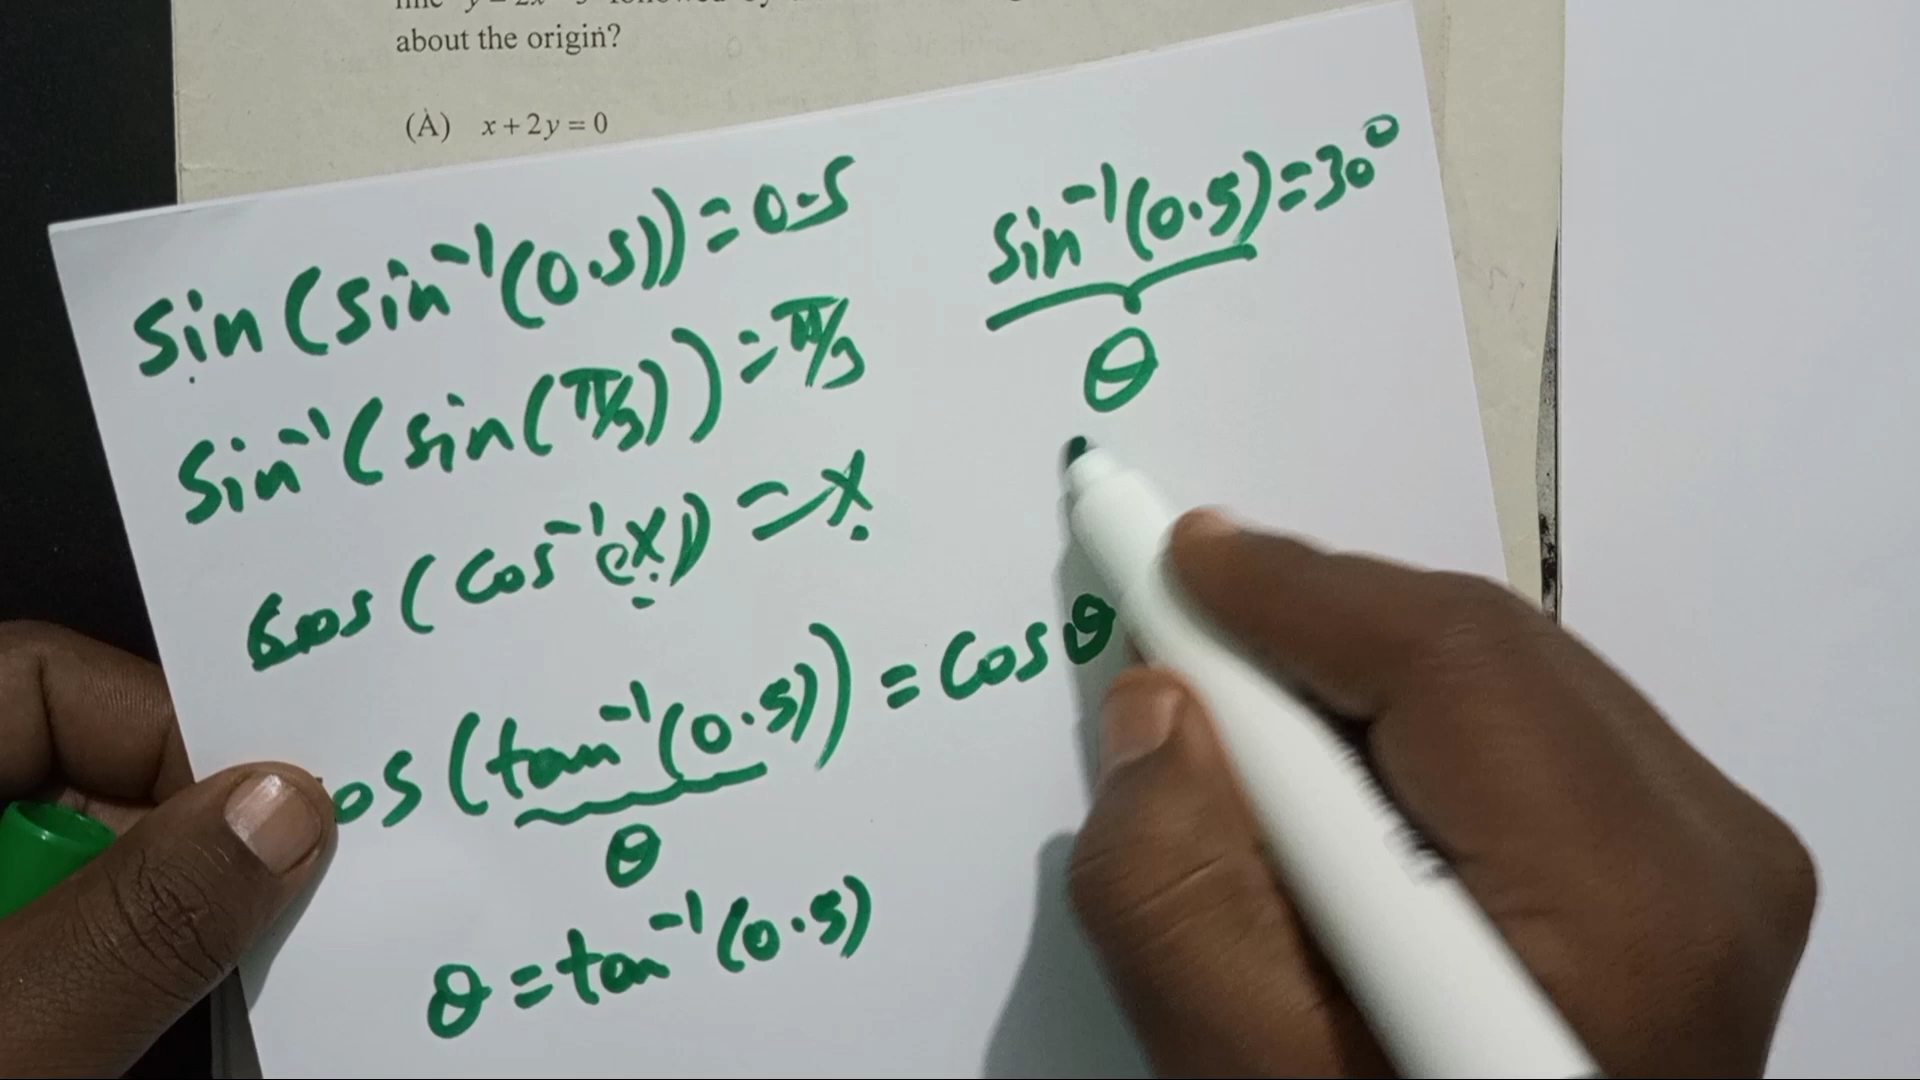 about the origin?
(A) x + 2y = 0
sin(sin⁻¹(0.5)) = 0.5
sin⁻¹(sin(π/3)) = π/3
cos(cos⁻¹(x)) = x
cos(tan⁻¹(0.5)) = cos θ
θ
θ = tan⁻¹(0.5)
sin⁻¹(0.5) = 30°
θ